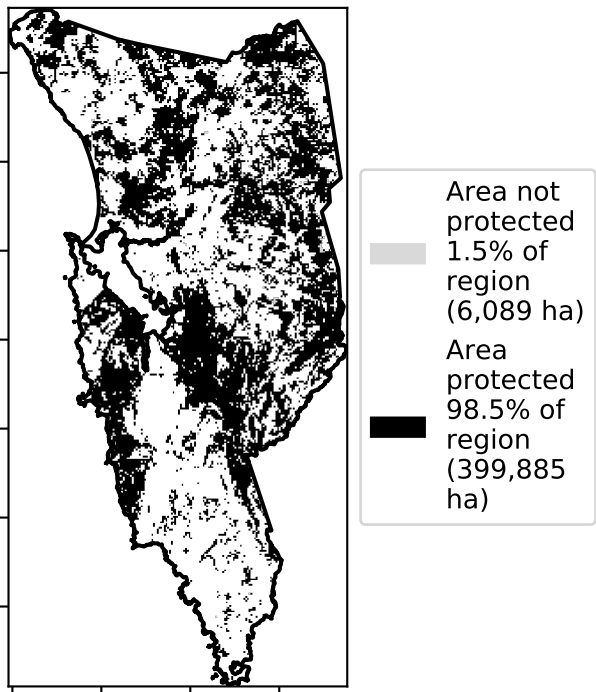 Area not
protected
1.5% of
region
(6,089 ha)
Area
protected
98.5% of
region
(399,885
ha)